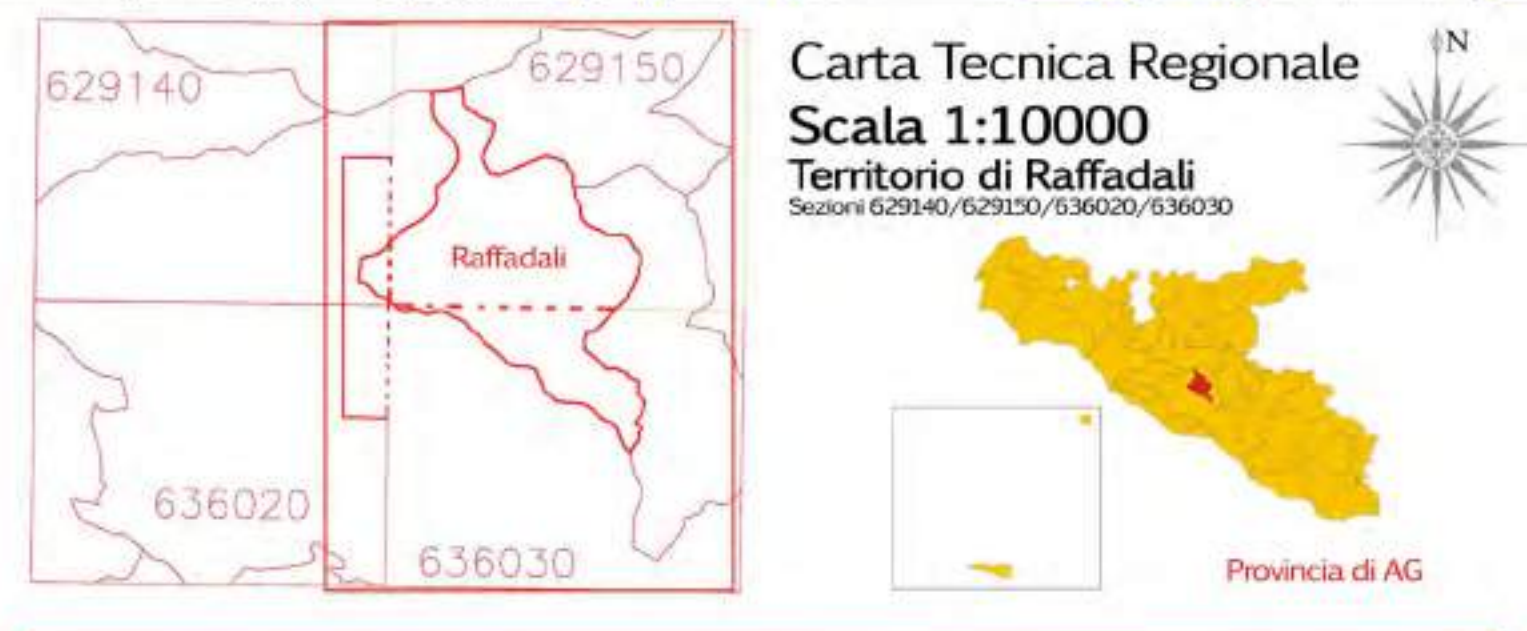 629140
629150
Raffadali
636020
636030
Carta Tecnica Regionale
Scala 1:10000
Territorio di Raffadali
Sezioni 629140/629150/636020/636030
N
Provincia di AG